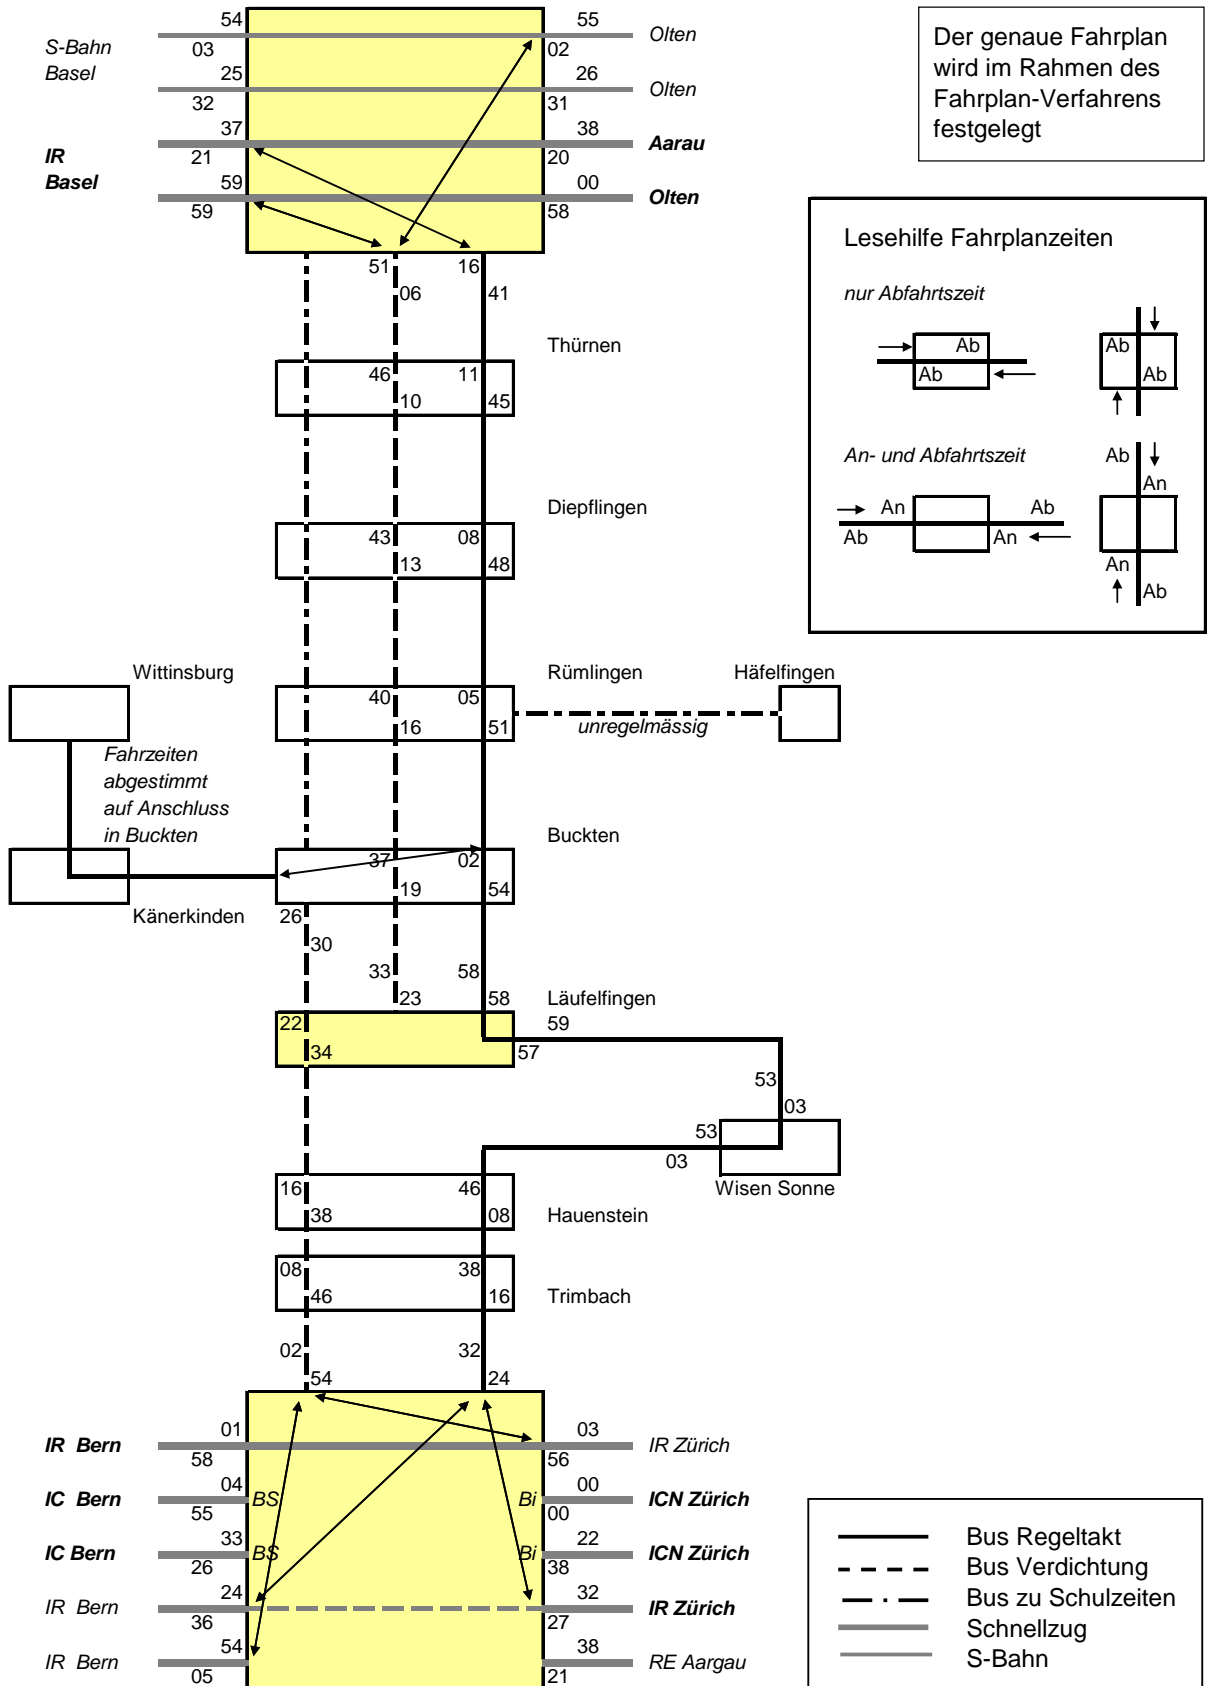 54
55
S-Bahn
03
02
Olten
Basel
25
26
32
31
Olten
37
38
IR
21
20
Aarau
Basel
59
00
59
58
Olten
Der genaue Fahrplan
wird im Rahmen des
Fahrplan-Verfahrens
festgelegt
Lesehilfe Fahrplanzeiten
nur Abfahrtszeit
Ab
Ab
Ab
Ab
An- und Abfahrtszeit
An
Ab
Ab
An
Ab
An
An
Ab
51
16
06
41
Thürnen
46
11
10
45
Diepflingen
43
08
13
48
Wittinsburg
Rümlingen
Häfelfingen
40
05
16
51
unregelmässig
Fahrzeiten
abgestimmt
auf Anschluss
in Buckten
Buckten
37
02
19
54
Känerkinden
26
30
33
58
23
58
Läufelfingen
22
59
34
57
53
03
53
03
Wisen Sonne
16
46
38
08
Hauenstein
08
38
46
16
Trimbach
02
32
54
24
01
03
IR Bern
IR Zürich
58
56
04
00
IC Bern
BS
Bi
ICN Zürich
55
00
33
22
IC Bern
BS
Bi
ICN Zürich
26
38
24
32
IR Bern
IR Zürich
36
27
54
38
IR Bern
RE Aargau
05
21
Bus Regeltakt
Bus Verdichtung
Bus zu Schulzeiten
Schnellzug
S-Bahn